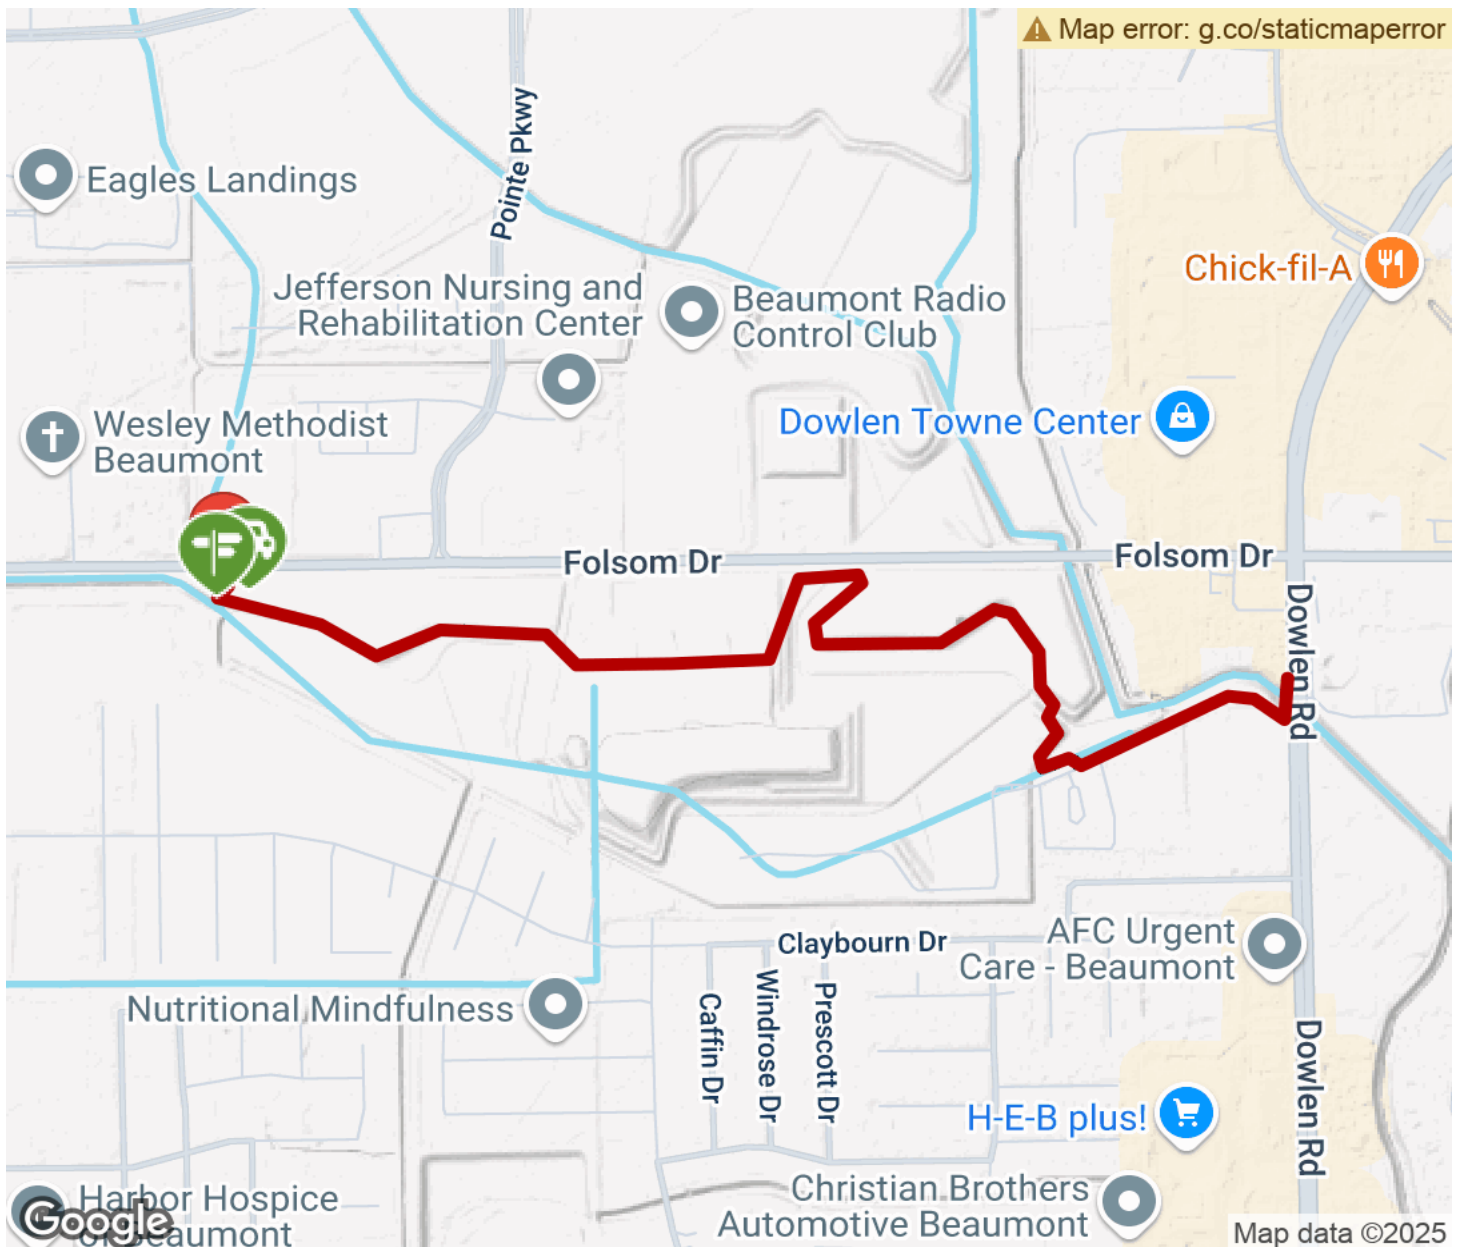 Map error: g.co/staticmaperror
Pointe Pkwy
Eagles Landings
Chick-fil-A
Jefferson Nursing and
Rehabilitation Center
Beaumont Radio
Control Club
Dowlen Towne Center
Wesley Methodist
Beaumont
Folsom Dr
Folsom Dr
Dowlen Rd
Claybourn Dr
AFC Urgent
Care - Beaumont
Nutritional Mindfulness
Caffin Dr
Windrose Dr
Prescott Dr
Dowlen Rd
H-E-B plus!
Christian Brothers
Automotive Beaumont
Harbor Hospice
of Beaumont
Google
Map data ©2025